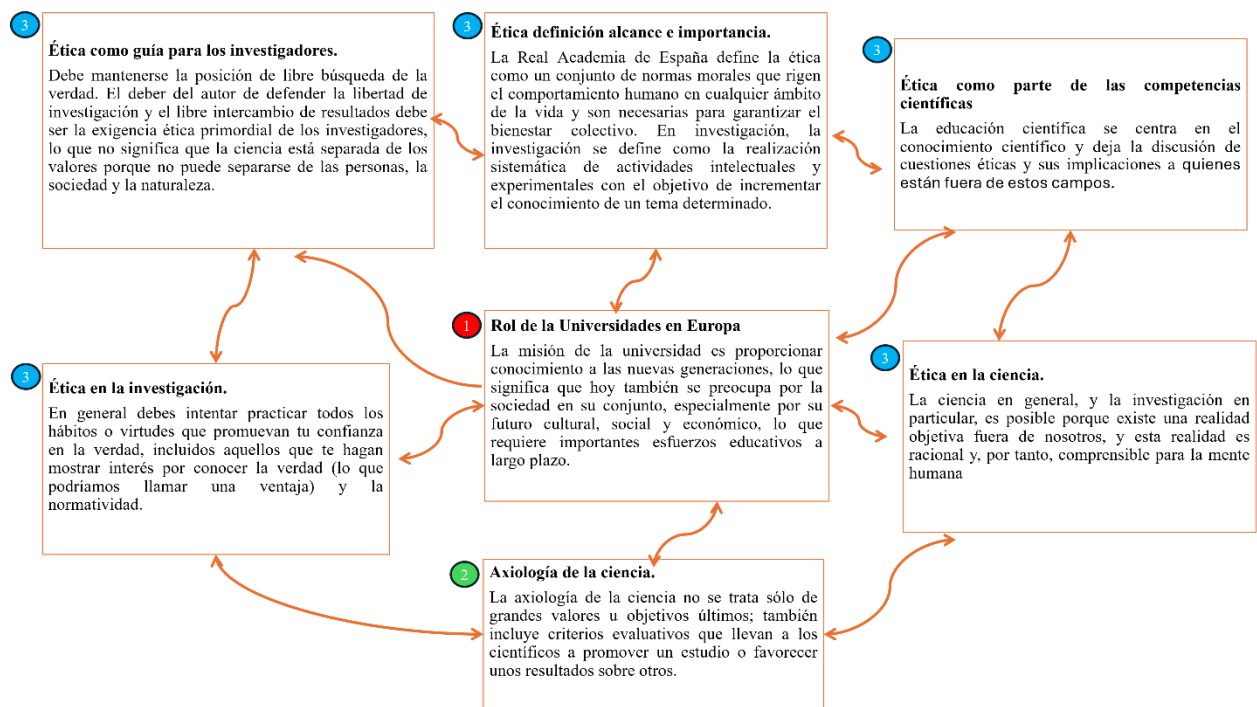 3
Ética como guía para los investigadores.
Debe mantenerse la posición de libre búsqueda de la
verdad. El deber del autor de defender la libertad de
investigación y el libre intercambio de resultados debe
ser la exigencia ética primordial de los investigadores,
lo que no significa que la ciencia está separada de los
valores porque no puede separarse de las personas, la
sociedad y la naturaleza.
3
Ética definición alcance e importancia.
La Real Academia de España define la ética
como un conjunto de normas morales que rigen
el comportamiento humano en cualquier ámbito
de la vida y son necesarias para garantizar el
bienestar colectivo. En investigación, la
investigación se define como la realización
sistemática de actividades intelectuales y
experimentales con el objetivo de incrementar
el conocimiento de un tema determinado.
3
Ética como parte de las competencias
científicas
La educación científica se centra en el
conocimiento científico y deja la discusión de
cuestiones éticas y sus implicaciones a quienes
están fuera de estos campos.
1
Rol de la Universidades en Europa
La misión de la universidad es proporcionar
conocimiento a las nuevas generaciones, lo que
significa que hoy también se preocupa por la
sociedad en su conjunto, especialmente por su
futuro cultural, social y económico, lo que
requiere importantes esfuerzos educativos a
largo plazo.
3
Ética en la investigación.
En general debes intentar practicar todos los
hábitos o virtudes que promuevan tu confianza
en la verdad, incluidos aquellos que te hagan
mostrar interés por conocer la verdad (lo que
podríamos llamar una ventaja) y la
normatividad.
3
Ética en la ciencia.
La ciencia en general, y la investigación en
particular, es posible porque existe una realidad
objetiva fuera de nosotros, y esta realidad es
racional y, por tanto, comprensible para la mente
humana
2
Axiología de la ciencia.
La axiología de la ciencia no se trata sólo de
grandes valores u objetivos últimos; también
incluye criterios evaluativos que llevan a los
científicos a promover un estudio o favorecer
unos resultados sobre otros.